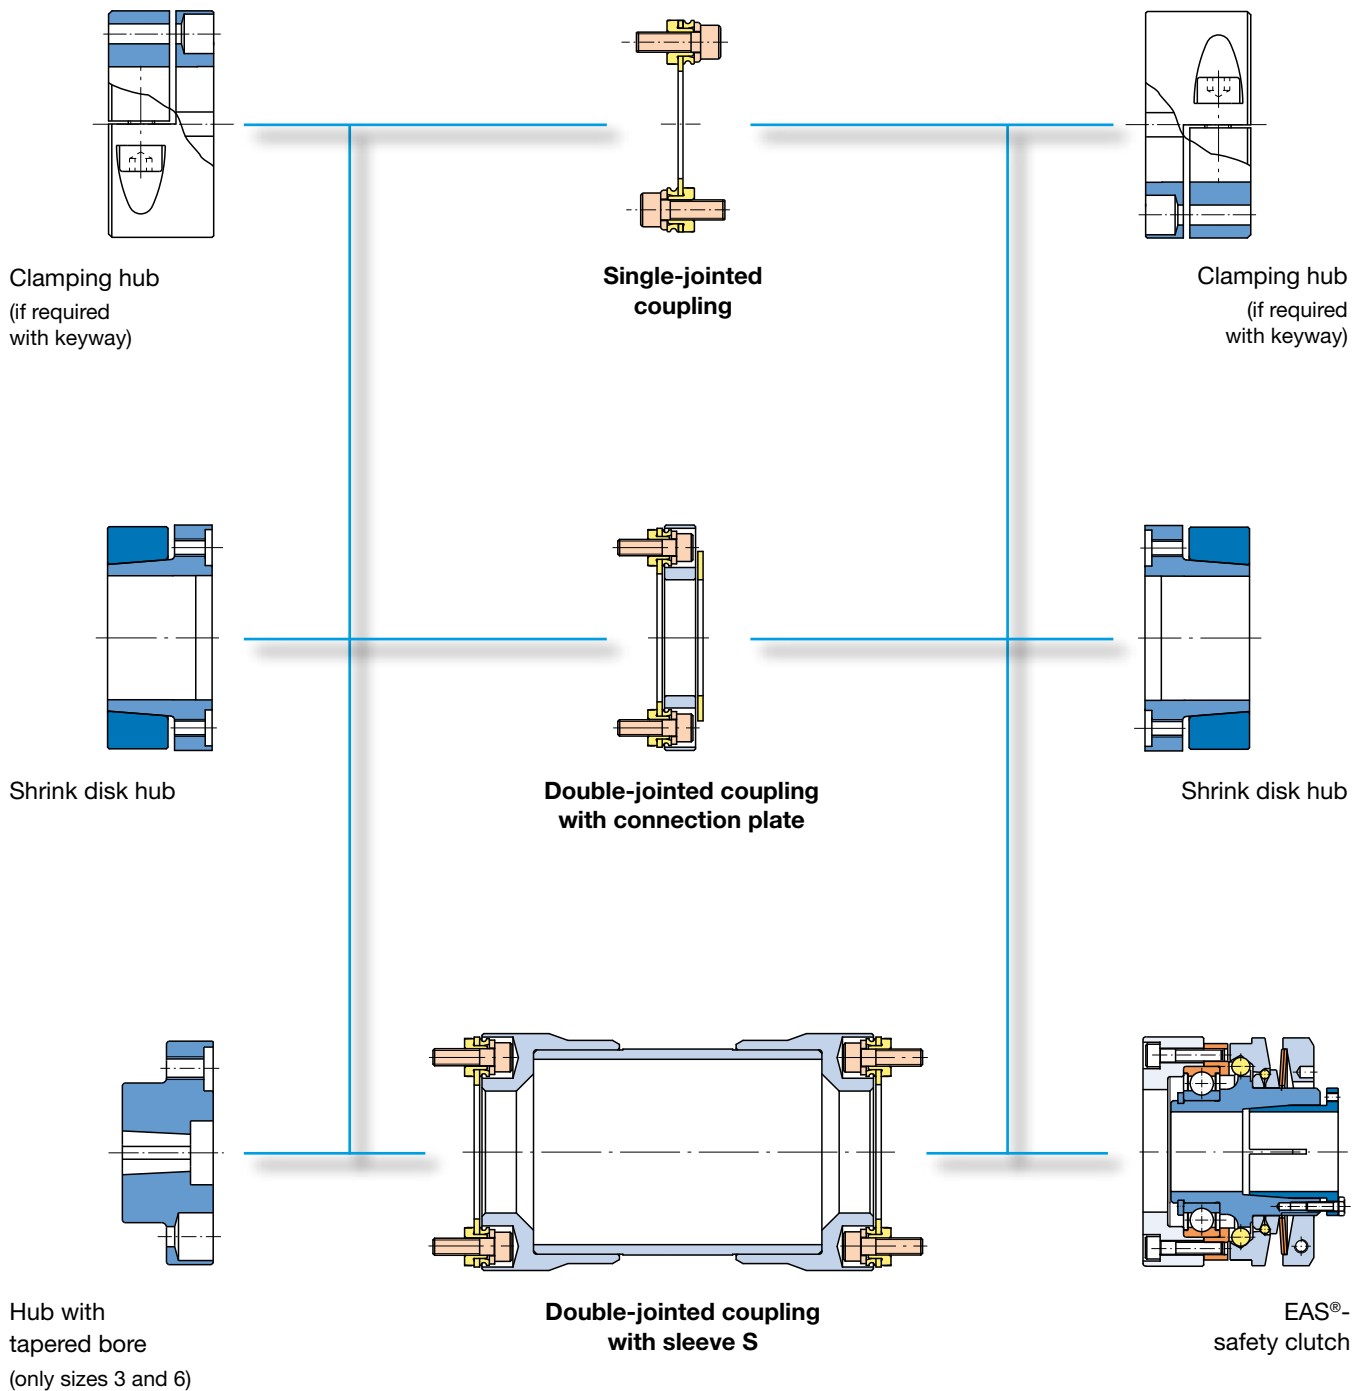 Clamping hub
(if required
with keyway)
Single-jointed
coupling
Clamping hub
(if required
with keyway)
Shrink disk hub
Double-jointed coupling
with connection plate
Shrink disk hub
Hub with
tapered bore
(only sizes 3 and 6)
Double-jointed coupling
with sleeve S
EAS®-
safety clutch